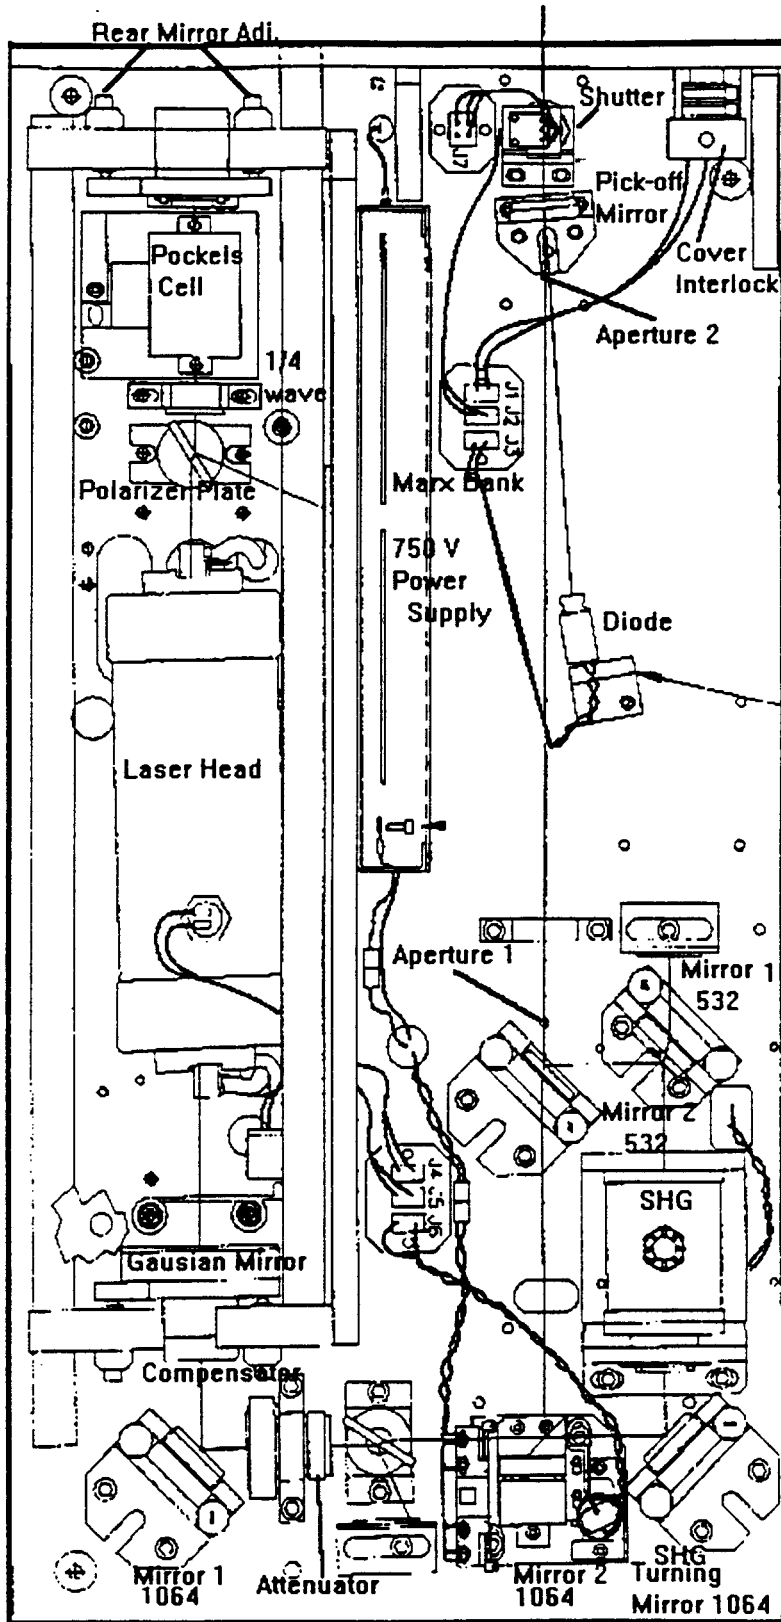 Rear Mirror Adj.
Shutter
J7
Pick-off
Mirror
Pockels
Cell
Cover
Interlock
Aperture 2
1/4
wave
J1 J2 J3
Polarizer Plate
Marx Bank
750 V
Power
Supply
Diode
Laser Head
Aperture 1
Mirror 1
532
Mirror 2
532
J4 J5 J6
SHG
Gausian Mirror
Compensator
Mirror 1
1064
Attenuator
Mirror 2
1064
SHG Turning
Mirror 1064